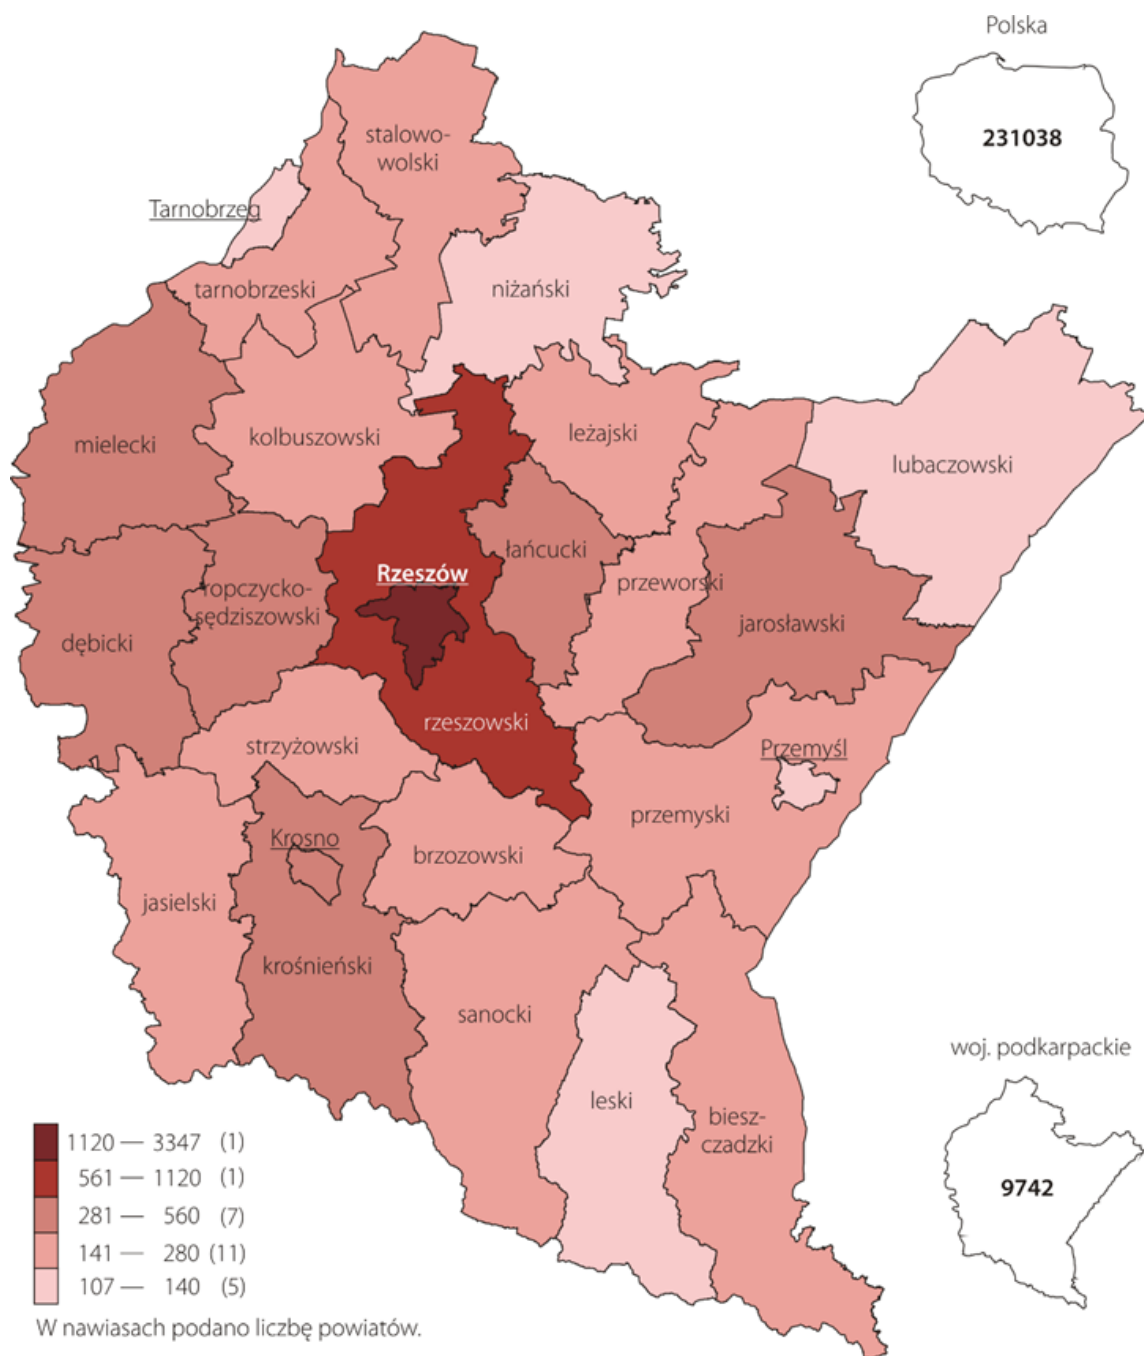 Polska
231038
stalowo-
wolski
Tarnobrzeg
tarnobrzeski
niżański
mielecki
kolbuszowski
leżajski
lubaczowski
łańcucki
Rzeszów
ropczycko-
sędziszowski
przeworski
dębicki
jarosławski
rzeszowski
strzyżowski
Przemyśl
przemyski
Krosno
brzozowski
jasielski
krośnieński
sanocki
leski
biesz-
czadzki
woj. podkarpackie
9742
1120 — 3347 (1)
561 — 1120 (1)
281 — 560 (7)
141 — 280 (11)
107 — 140 (5)
W nawiasach podano liczbę powiatów.